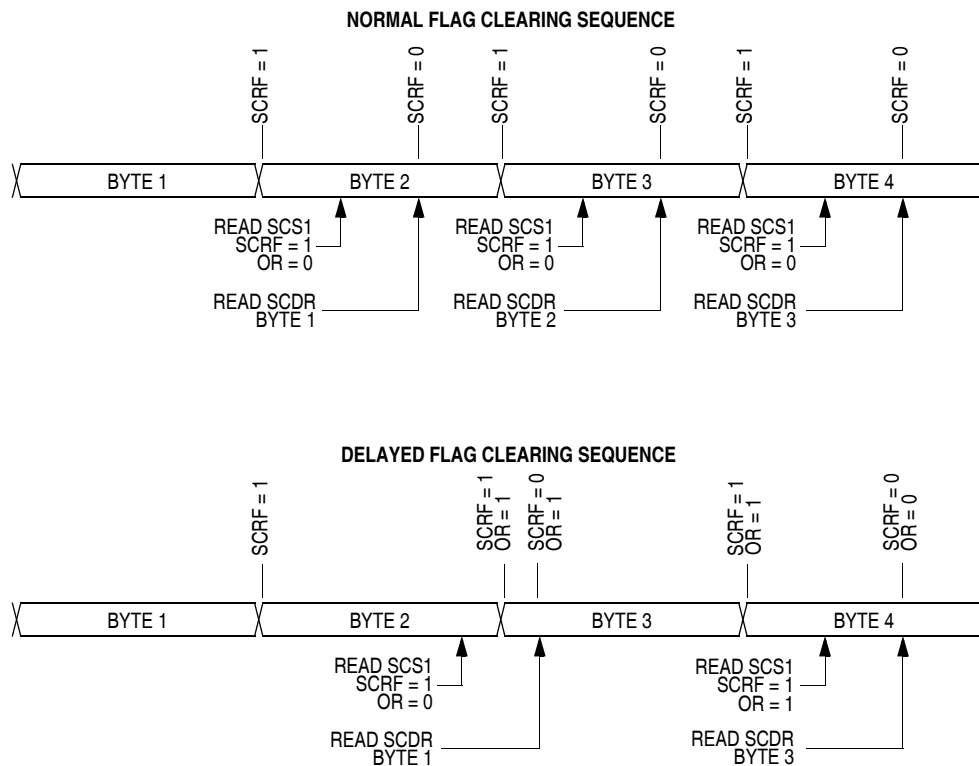 NORMAL FLAG CLEARING SEQUENCE
SCRF = 1
SCRF = 0
SCRF = 1
SCRF = 0
SCRF = 1
SCRF = 0
BYTE 1
BYTE 2
BYTE 3
BYTE 4
READ SCS1
SCRF = 1
OR = 0
READ SCS1
SCRF = 1
OR = 0
READ SCS1
SCRF = 1
OR = 0
READ SCDR
BYTE 1
READ SCDR
BYTE 2
READ SCDR
BYTE 3
DELAYED FLAG CLEARING SEQUENCE
SCRF = 1
SCRF = 1
OR = 1
SCRF = 0
OR = 1
SCRF = 1
OR = 1
SCRF = 0
OR = 0
BYTE 1
BYTE 2
BYTE 3
BYTE 4
READ SCS1
SCRF = 1
OR = 0
READ SCS1
SCRF = 1
OR = 1
READ SCDR
BYTE 1
READ SCDR
BYTE 3